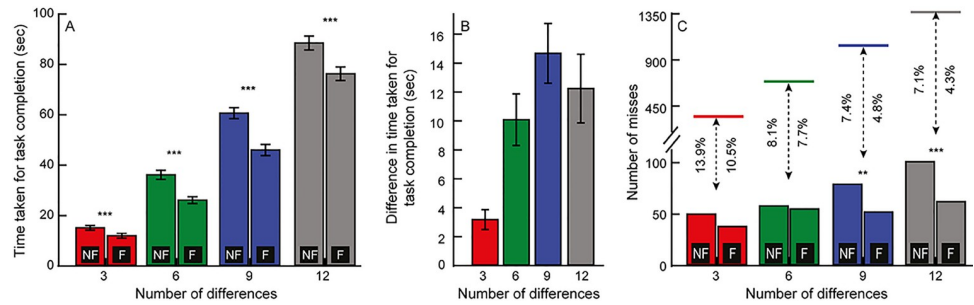 A
Time taken for task completion (sec)
100
80
60
40
20
0
***
***
***
***
NF F NF F NF F NF F
3 6 9 12
Number of differences
B
Difference in time taken for
task completion (sec)
16
14
12
10
8
6
4
2
0
3 6 9 12
Number of differences
C
Number of misses
1350
900
450
100
50
0
13.9% 10.5%
8.1% 7.7%
7.4% 4.8%
7.1% 4.3%
**
***
NF F NF F NF F NF F
3 6 9 12
Number of differences